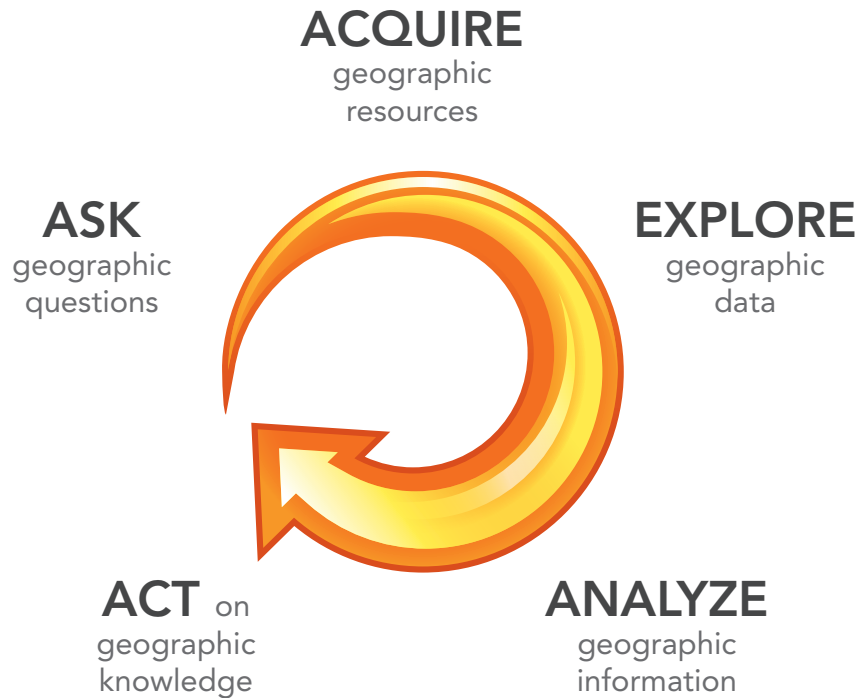 ACQUIRE
geographic
resources
ASK
geographic
questions
EXPLORE
geographic
data
ACT on
geographic
knowledge
ANALYZE
geographic
information